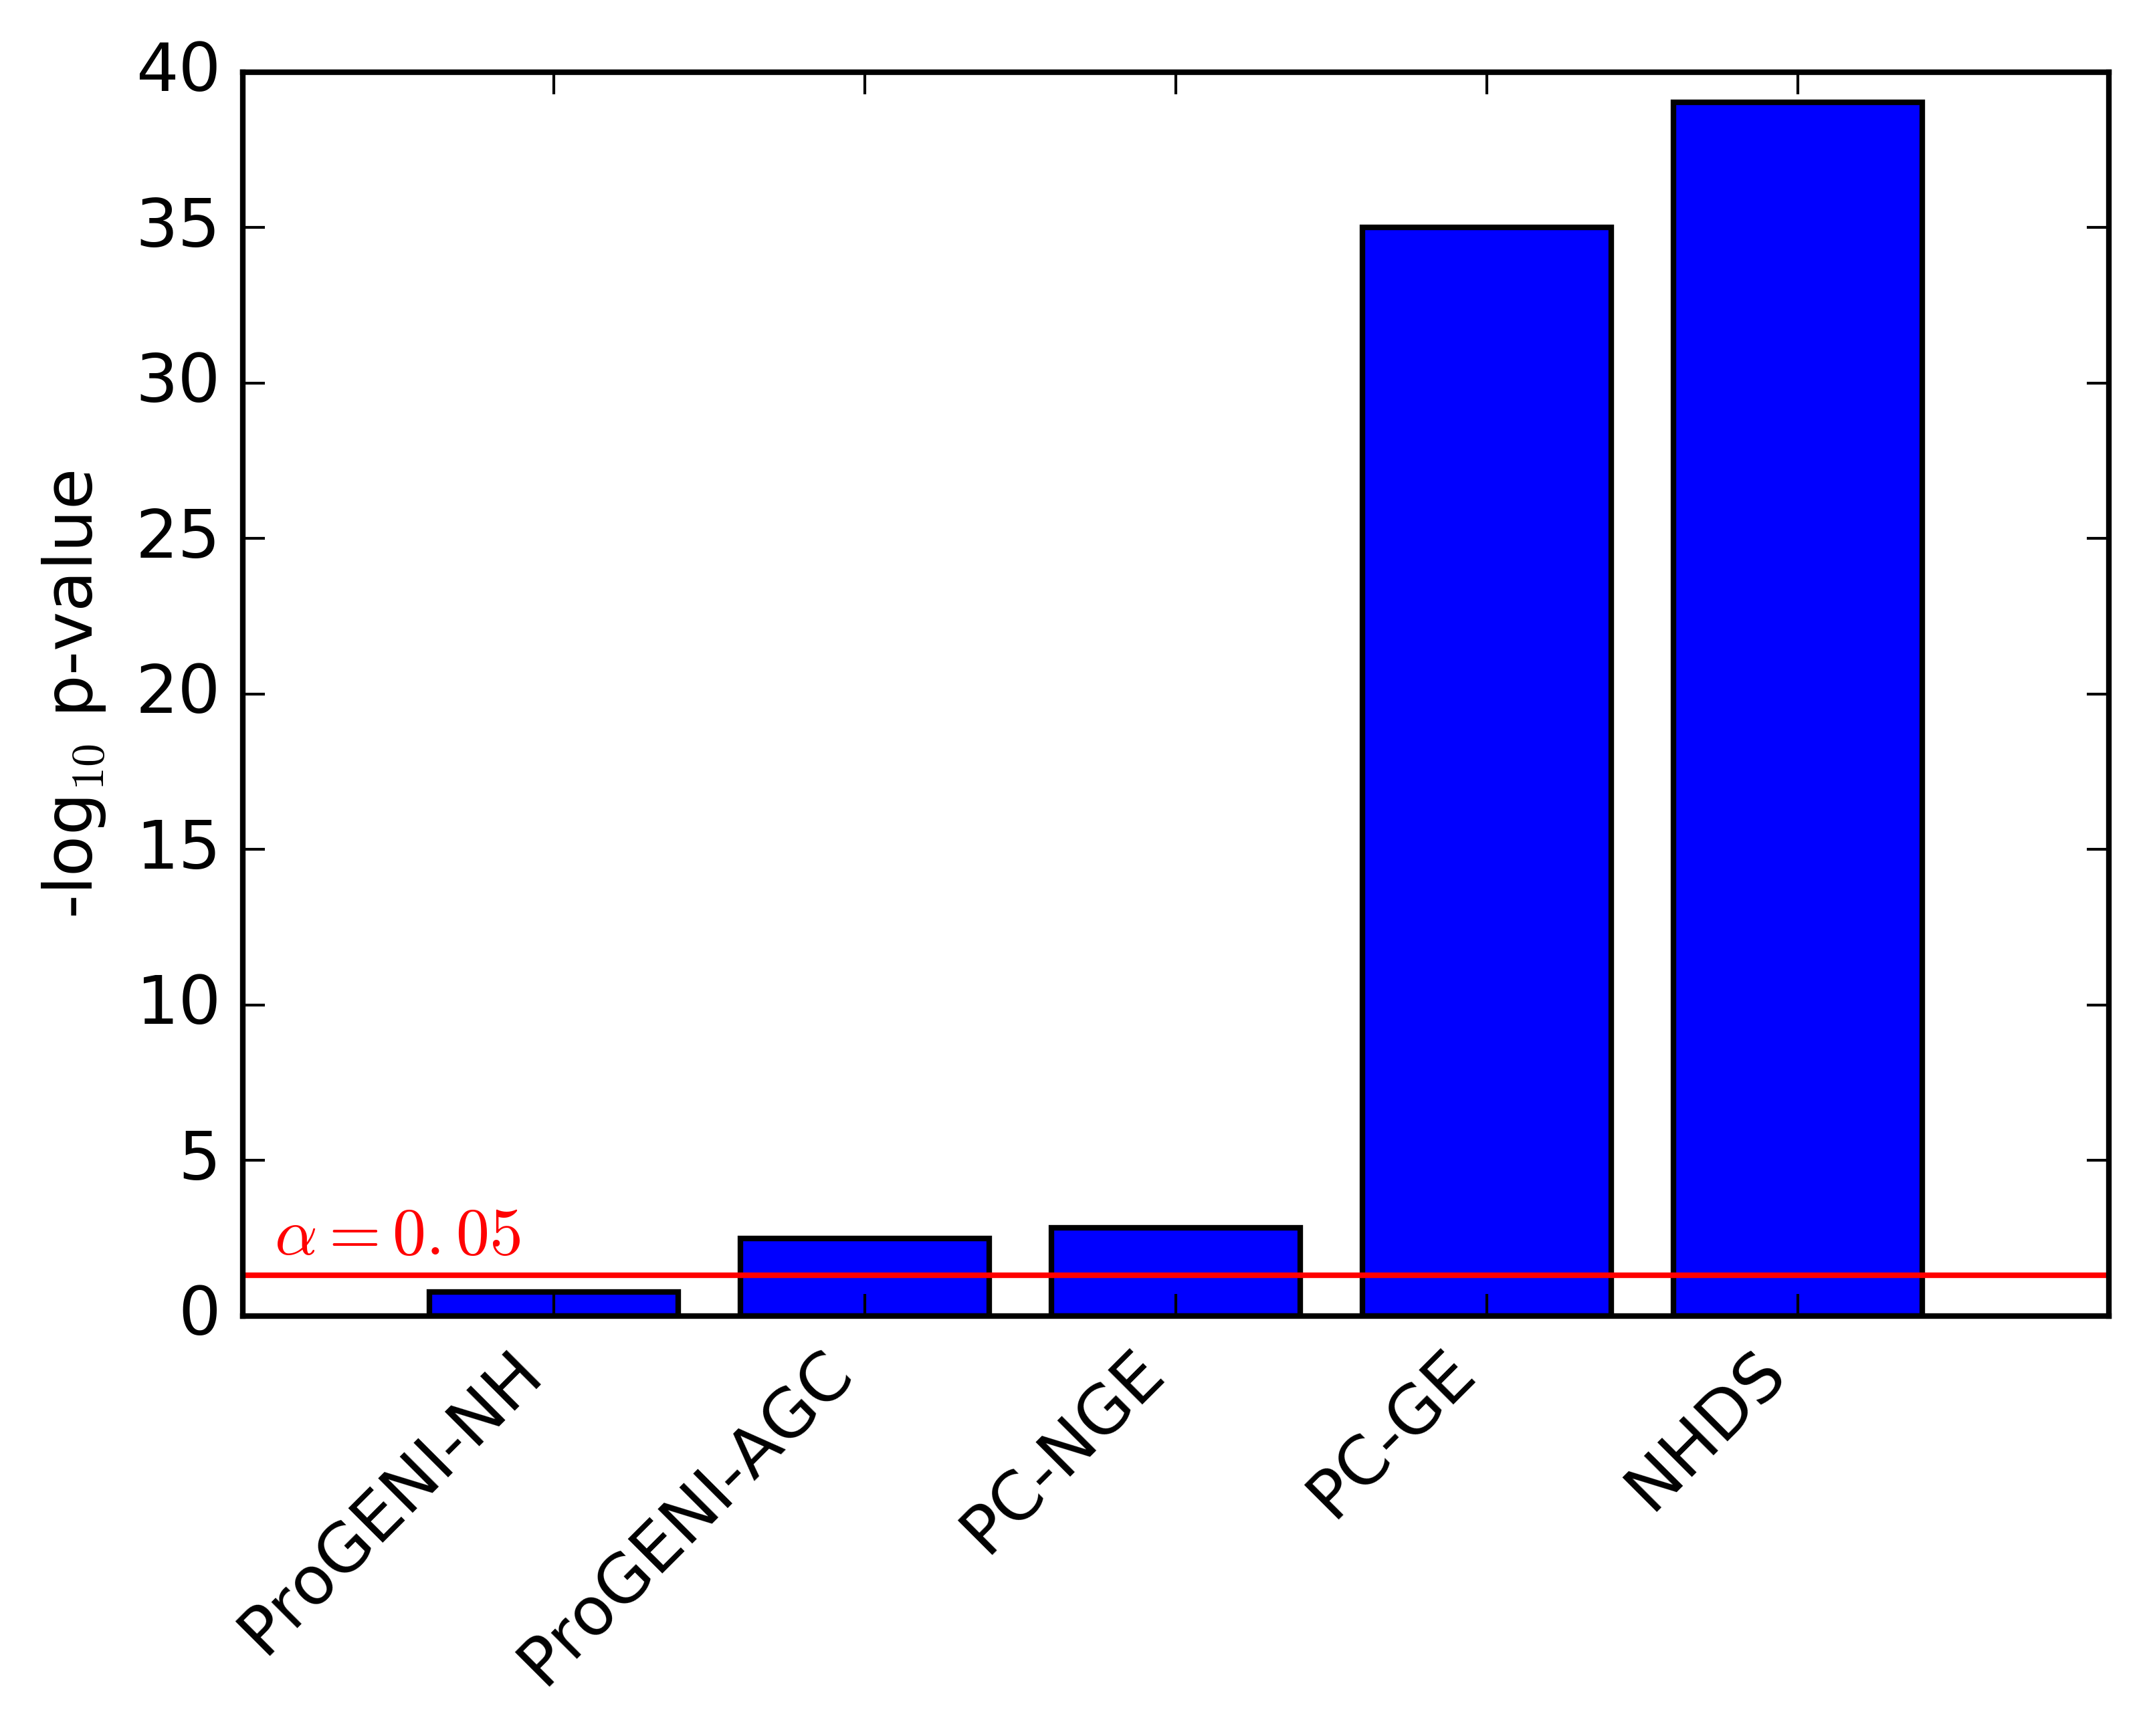 40
35
30
25
20
15
10
5
0
-log₁₀ p-value
α = 0.05
ProGENI-NH
ProGENI-AGC
PC-NGE
PC-GE
NHDS